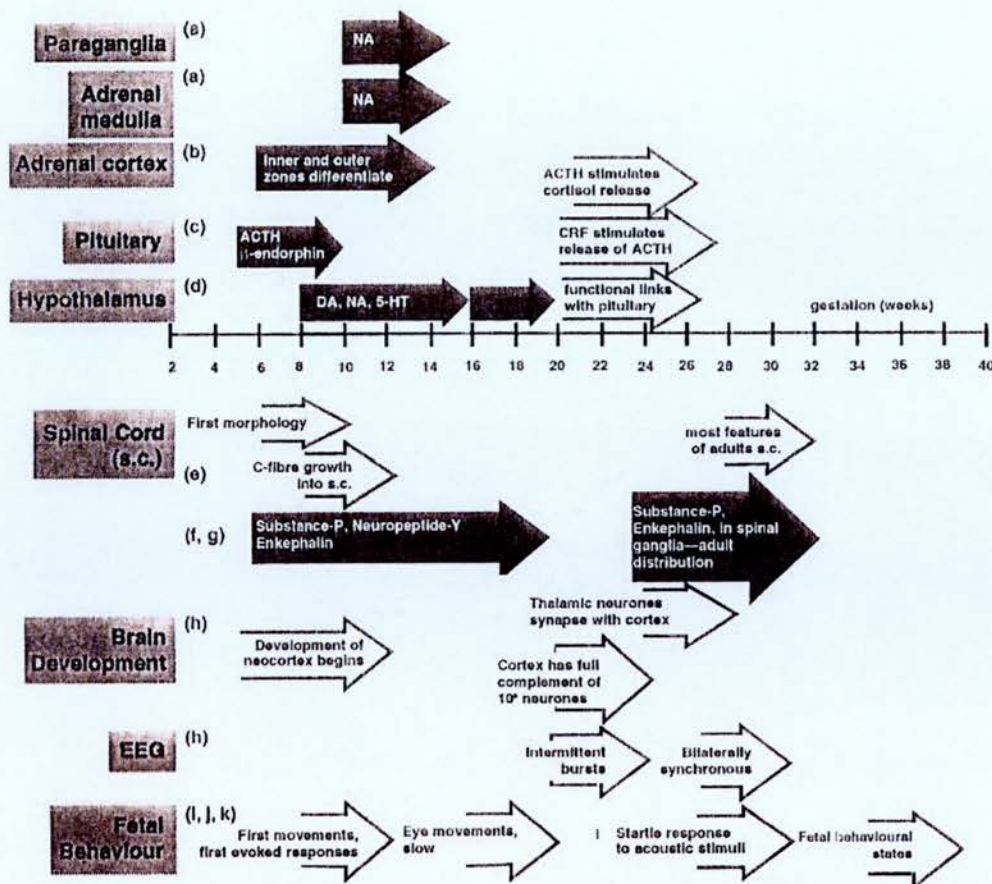 Paraganglia
(a)
NA
Adrenal
medulla
(a)
NA
Adrenal cortex
(b)
Inner and outer
zones differentiate
ACTH stimulates
cortisol release
Pituitary
(c)
ACTH
β-endorphin
CRF stimulates
release of ACTH
Hypothalamus
(d)
DA, NA, 5-HT
functional links
with pituitary
gestation (weeks)
2 4 6 8 10 12 14 16 18 20 22 24 26 28 30 32 34 36 38 40
Spinal Cord
(s.c.)
First morphology
most features
of adults s.c.
(e)
C-fibre growth
into s.c.
(f, g)
Substance-P, Neuropeptide-Y
Enkephalin
Substance-P,
Enkephalin, in spinal
ganglia—adult
distribution
Thalamic neurones
synapse with cortex
Brain
Development
(h)
Development of
neocortex begins
Cortex has full
complement of
neurones
EEG
(h)
Intermittent
bursts
Bilaterally
synchronous
Fetal
Behaviour
(i, j, k)
First movements,
first evoked responses
Eye movements,
slow
Startle response
to acoustic stimuli
Fetal behavioural
states